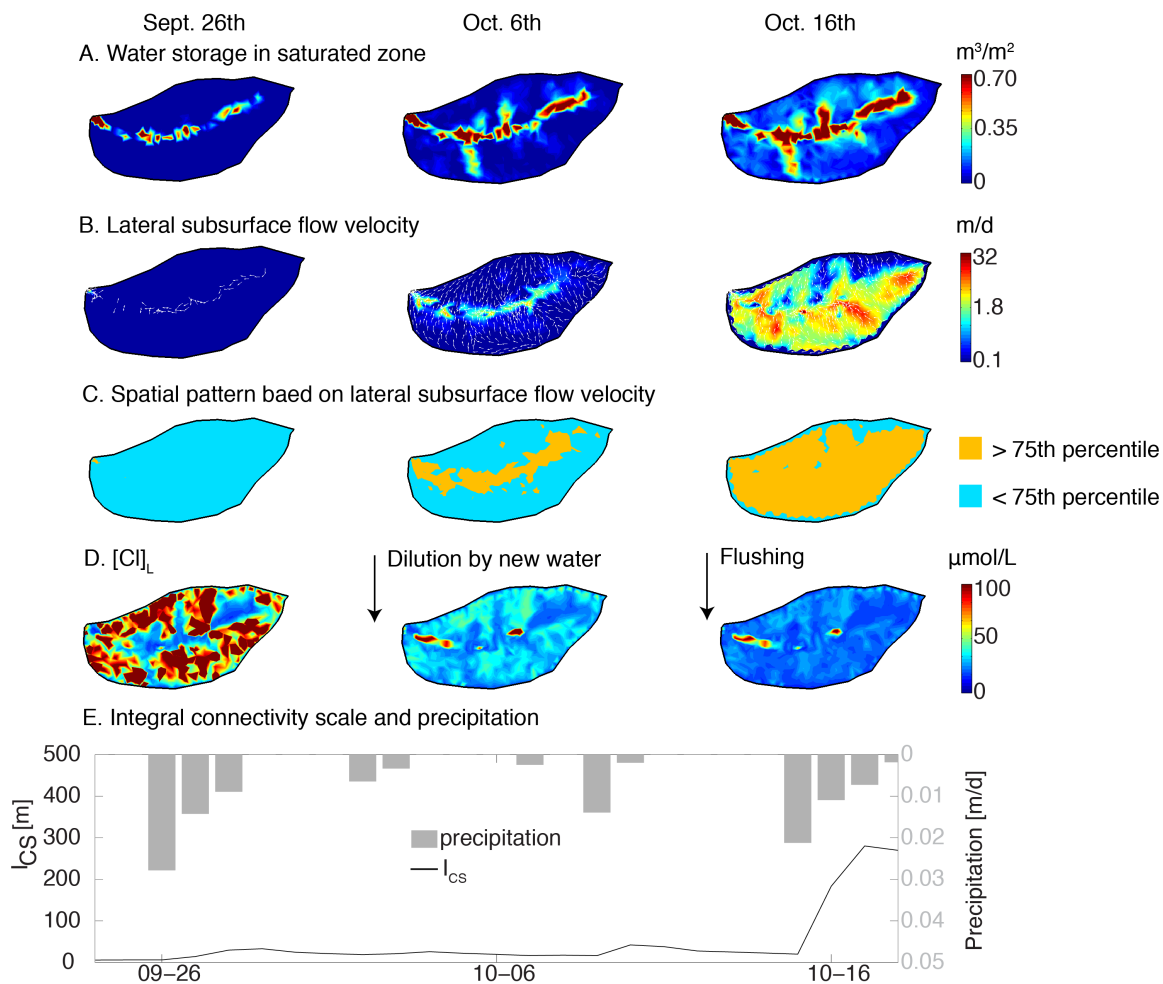 Sept. 26th Oct. 6th Oct. 16th
A. Water storage in saturated zone
m³/m²
0.70
0.35
0
B. Lateral subsurface flow velocity
m/d
32
1.8
0.1
C. Spatial pattern baed on lateral subsurface flow velocity
> 75th percentile
< 75th percentile
D. [Cl]L
Dilution by new water
Flushing
µmol/L
100
50
0
E. Integral connectivity scale and precipitation
500
400
300
200
100
0
ICS [m]
precipitation
ICS
0
0.01
0.02
0.03
0.04
0.05
Precipitation [m/d]
09-26 10-06 10-16